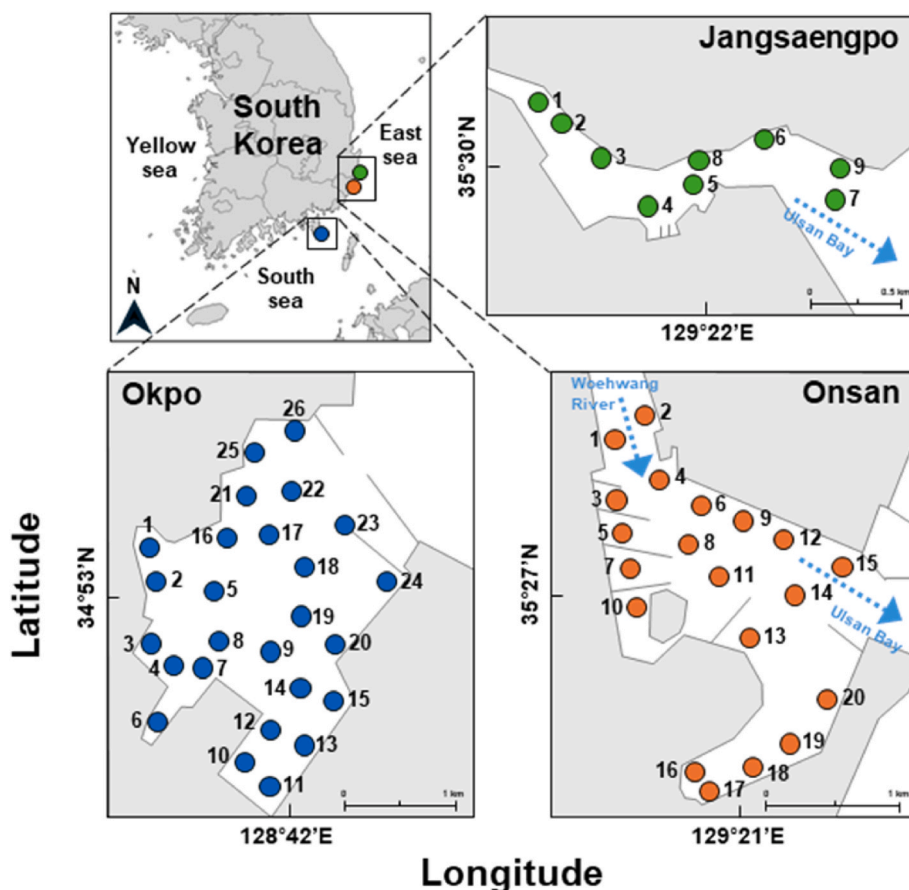 South
Korea
Yellow
sea
East
sea
South
sea
N
Jangsaengpo
1
2
3
4
5
6
7
8
9
Ulsan Bay
35°30'N
0 0.5 km
129°22'E
Okpo
26
25
21
22
23
1
16
17
18
2
5
24
19
3
8
9
20
4
7
14
15
6
12
13
10
11
34°53'N
0 1 km
128°42'E
Onsan
Woehwang
River
2
1
4
3
6
9
5
8
12
7
11
15
10
14
13
Ulsan Bay
20
19
16
18
17
35°27'N
0 1 km
129°21'E
Latitude
Longitude